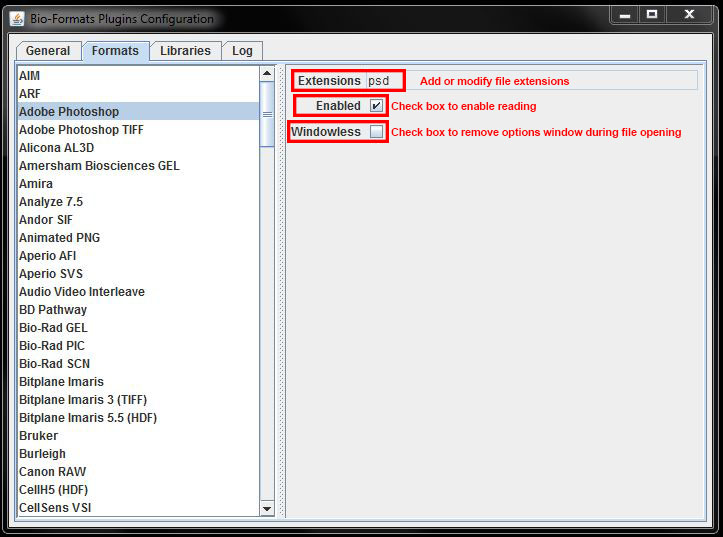 Bio-Formats Plugins Configuration
General Formats Libraries Log
AIM
ARF
Adobe Photoshop
Adobe Photoshop TIFF
Alicona AL3D
Amersham Biosciences GEL
Amira
Analyze 7.5
Andor SIF
Animated PNG
Aperio AFI
Aperio SVS
Audio Video Interleave
BD Pathway
Bio-Rad GEL
Bio-Rad PIC
Bio-Rad SCN
Bitplane Imaris
Bitplane Imaris 3 (TIFF)
Bitplane Imaris 5.5 (HDF)
Bruker
Burleigh
Canon RAW
CellH5 (HDF)
CellSens VSI
Extensions psd Add or modify file extensions
Enabled Check box to enable reading
Windowless Check box to remove options window during file opening